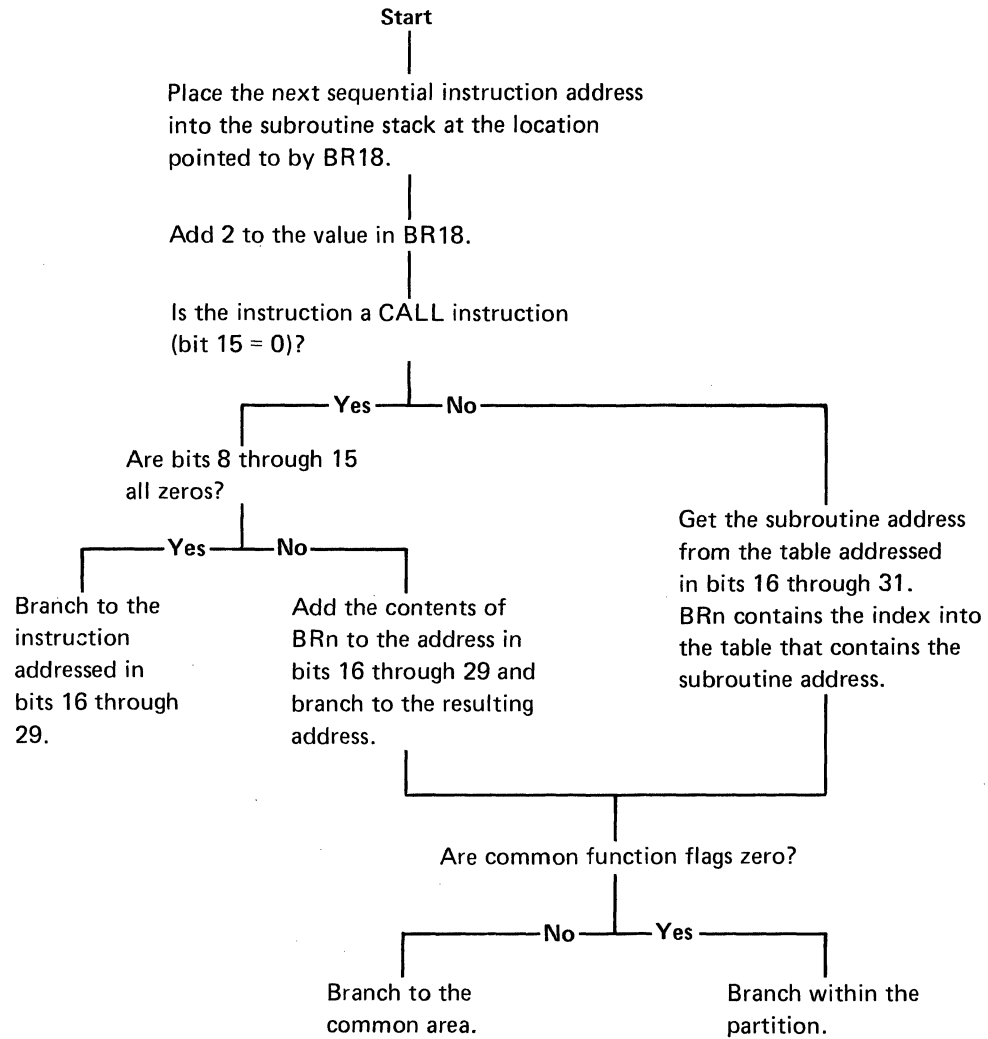 Start
Place the next sequential instruction address
into the subroutine stack at the location
pointed to by BR18.
Add 2 to the value in BR18.
Is the instruction a CALL instruction
(bit 15 = 0)?
Yes
No
Are bits 8 through 15
all zeros?
Yes
No
Branch to the
instruction
addressed in
bits 16 through
29.
Add the contents of
BRn to the address in
bits 16 through 29 and
branch to the resulting
address.
Get the subroutine address
from the table addressed
in bits 16 through 31.
BRn contains the index into
the table that contains the
subroutine address.
Are common function flags zero?
No
Yes
Branch to the
common area.
Branch within the
partition.